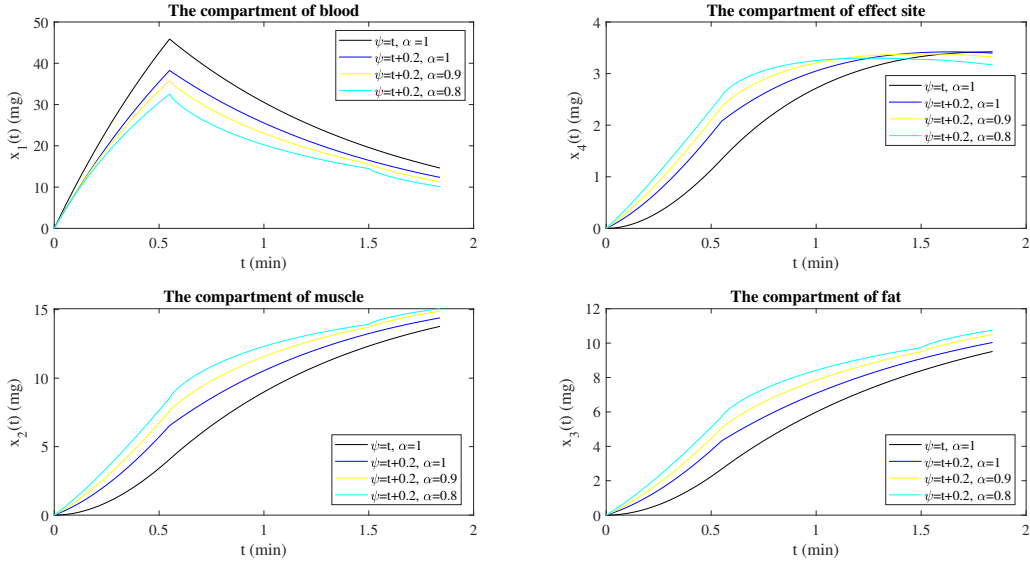 The compartment of blood
50
40
30
20
10
0
x1(t) (mg)
0 0.5 1 1.5 2
t (min)
ψ=t, α =1
ψ=t+0.2, α=1
ψ=t+0.2, α=0.9
ψ=t+0.2, α=0.8
The compartment of effect site
4
3
2
1
0
x4(t) (mg)
0 0.5 1 1.5 2
t (min)
ψ=t, α=1
ψ=t+0.2, α=1
ψ=t+0.2, α=0.9
ψ=t+0.2, α=0.8
The compartment of muscle
15
10
5
0
x2(t) (mg)
0 0.5 1 1.5 2
t (min)
ψ=t, α=1
ψ=t+0.2, α=1
ψ=t+0.2, α=0.9
ψ=t+0.2, α=0.8
The compartment of fat
12
10
8
6
4
2
0
x3(t) (mg)
0 0.5 1 1.5 2
t (min)
ψ=t, α=1
ψ=t+0.2, α=1
ψ=t+0.2, α=0.9
ψ=t+0.2, α=0.8